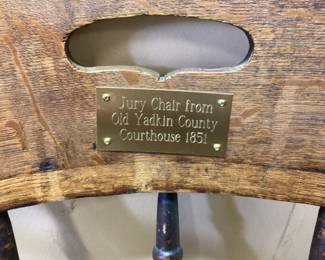 Jury Chair from
Old Yadkin County
Courthouse 1851